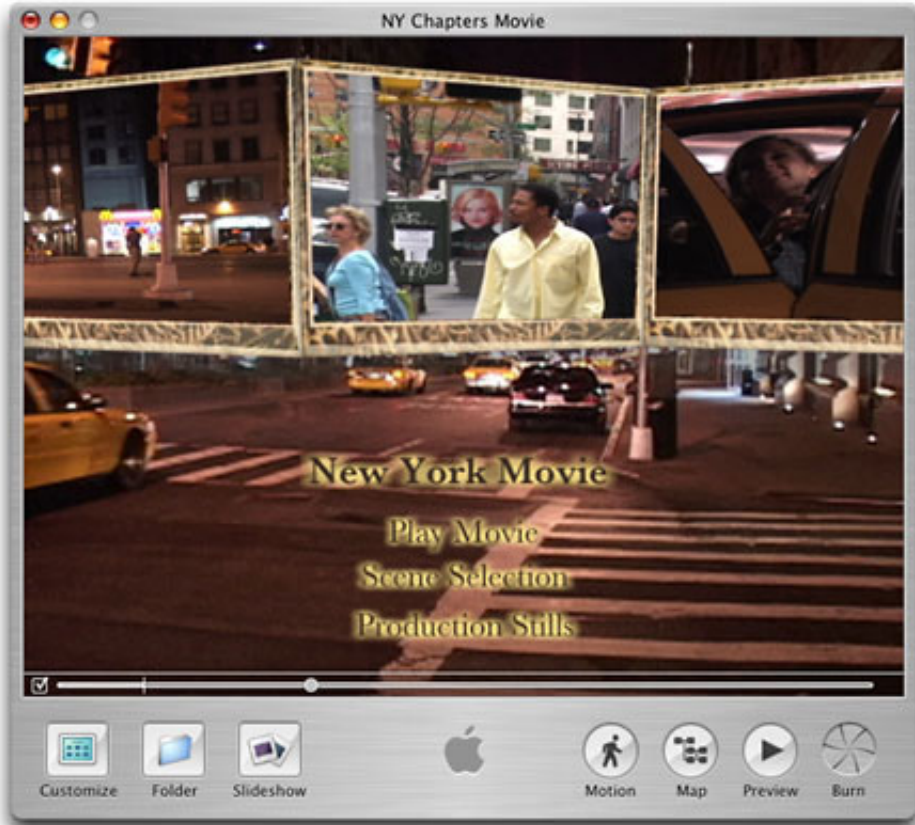 NY Chapters Movie
New York Movie
Play Movie
Scene Selection
Production Stills
Customize
Folder
Slideshow
Motion
Map
Preview
Burn